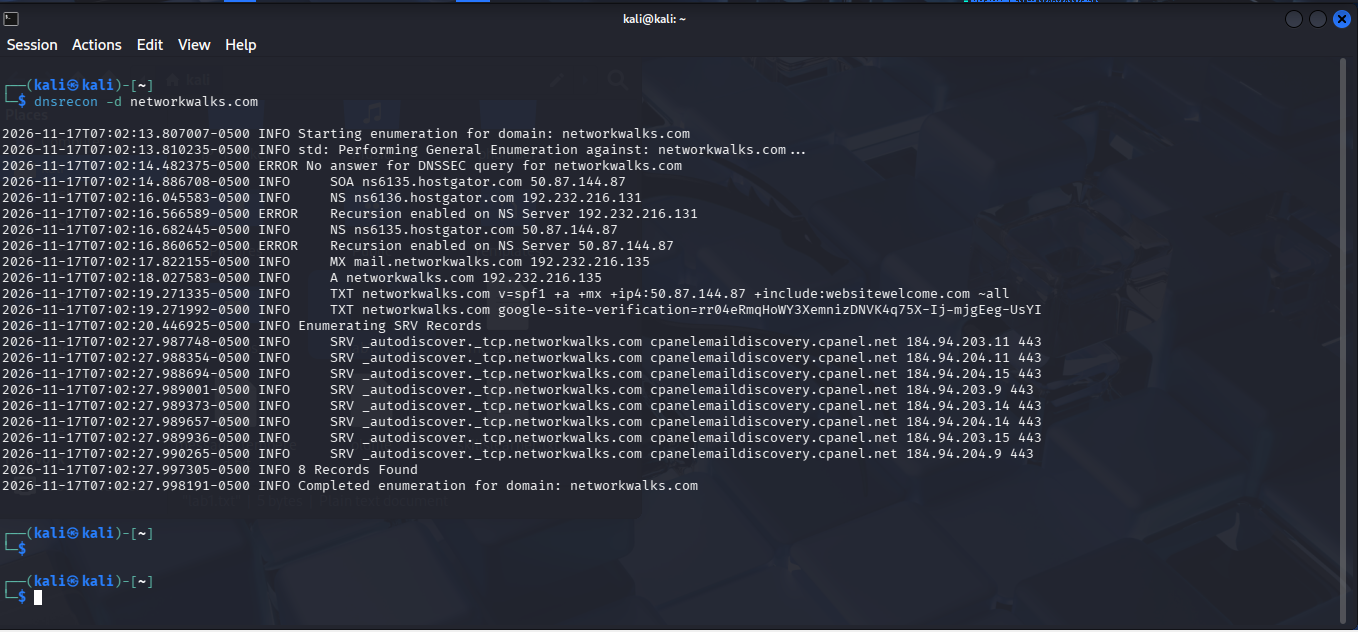 kali@kali: ~
Session Actions Edit View Help
┌──(kali㉿kali)-[~]
└─$ dnsrecon -d networkwalks.com
2026-11-17T07:02:13.807007-0500 INFO Starting enumeration for domain: networkwalks.com
2026-11-17T07:02:13.810235-0500 INFO std: Performing General Enumeration against: networkwalks.com...
2026-11-17T07:02:14.482375-0500 ERROR No answer for DNSSEC query for networkwalks.com
2026-11-17T07:02:14.886708-0500 INFO SOA ns6135.hostgator.com 50.87.144.87
2026-11-17T07:02:16.045583-0500 INFO NS ns6136.hostgator.com 192.232.216.131
2026-11-17T07:02:16.566589-0500 ERROR Recursion enabled on NS Server 192.232.216.131
2026-11-17T07:02:16.682445-0500 INFO NS ns6135.hostgator.com 50.87.144.87
2026-11-17T07:02:16.860652-0500 ERROR Recursion enabled on NS Server 50.87.144.87
2026-11-17T07:02:17.822155-0500 INFO MX mail.networkwalks.com 192.232.216.135
2026-11-17T07:02:18.027583-0500 INFO A networkwalks.com 192.232.216.135
2026-11-17T07:02:19.271335-0500 INFO TXT networkwalks.com v=spf1 +a +mx +ip4:50.87.144.87 +include:websitewelcome.com ~all
2026-11-17T07:02:19.271992-0500 INFO TXT networkwalks.com google-site-verification=rr04eRmqHoWY3XemnizDNVK4q75X-Ij-mjgEeg-UsYI
2026-11-17T07:02:20.446925-0500 INFO Enumerating SRV Records
2026-11-17T07:02:27.987748-0500 INFO SRV _autodiscover._tcp.networkwalks.com cpanelemaildiscovery.cpanel.net 184.94.203.11 443
2026-11-17T07:02:27.988354-0500 INFO SRV _autodiscover._tcp.networkwalks.com cpanelemaildiscovery.cpanel.net 184.94.204.11 443
2026-11-17T07:02:27.988694-0500 INFO SRV _autodiscover._tcp.networkwalks.com cpanelemaildiscovery.cpanel.net 184.94.204.15 443
2026-11-17T07:02:27.989001-0500 INFO SRV _autodiscover._tcp.networkwalks.com cpanelemaildiscovery.cpanel.net 184.94.203.9 443
2026-11-17T07:02:27.989373-0500 INFO SRV _autodiscover._tcp.networkwalks.com cpanelemaildiscovery.cpanel.net 184.94.203.14 443
2026-11-17T07:02:27.989657-0500 INFO SRV _autodiscover._tcp.networkwalks.com cpanelemaildiscovery.cpanel.net 184.94.204.14 443
2026-11-17T07:02:27.989936-0500 INFO SRV _autodiscover._tcp.networkwalks.com cpanelemaildiscovery.cpanel.net 184.94.203.15 443
2026-11-17T07:02:27.990265-0500 INFO SRV _autodiscover._tcp.networkwalks.com cpanelemaildiscovery.cpanel.net 184.94.204.9 443
2026-11-17T07:02:27.997305-0500 INFO 8 Records Found
2026-11-17T07:02:27.998191-0500 INFO Completed enumeration for domain: networkwalks.com
┌──(kali㉿kali)-[~]
└─$
┌──(kali㉿kali)-[~]
└─$